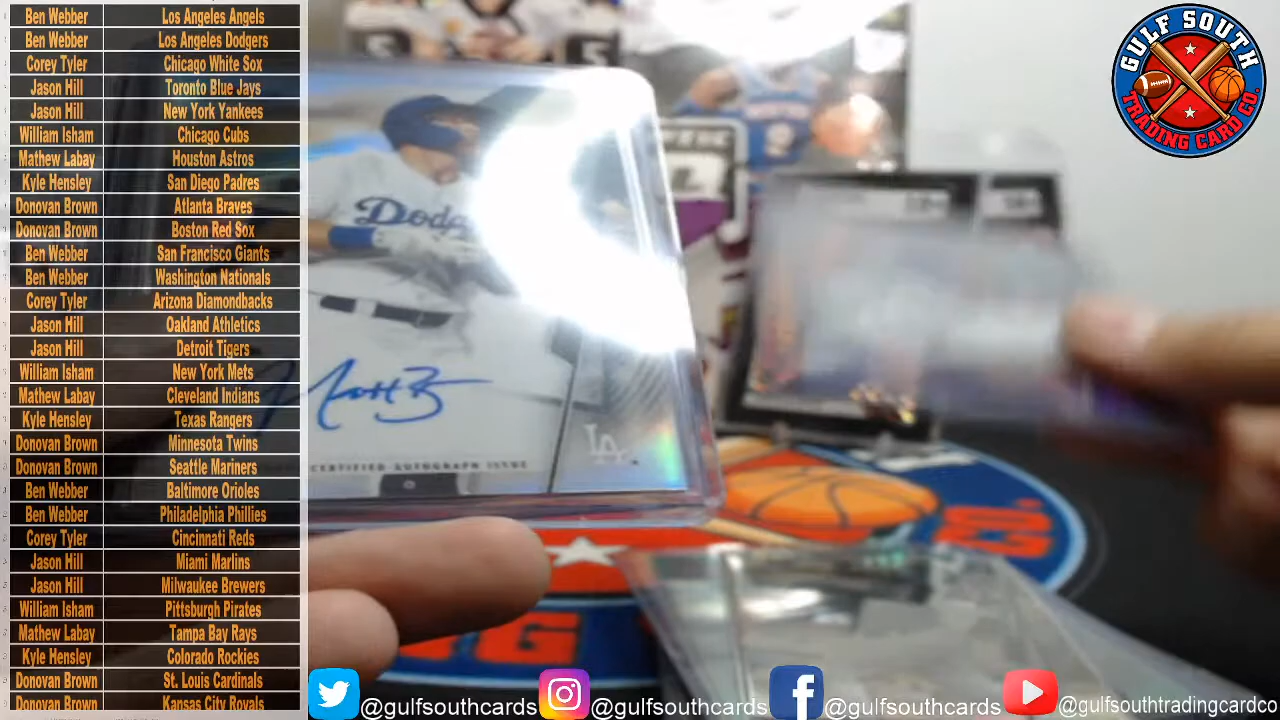 Ben Webber Los Angeles Angels
Ben Webber Los Angeles Dodgers
Corey Tyler Chicago White Sox
Jason Hill Toronto Blue Jays
Jason Hill New York Yankees
William Isham Chicago Cubs
Mathew Labay Houston Astros
Kyle Hensley San Diego Padres
Donovan Brown Atlanta Braves
Donovan Brown Boston Red Sox
Ben Webber San Francisco Giants
Ben Webber Washington Nationals
Corey Tyler Arizona Diamondbacks
Jason Hill Oakland Athletics
Jason Hill Detroit Tigers
William Isham New York Mets
Mathew Labay Cleveland Indians
Kyle Hensley Texas Rangers
Donovan Brown Minnesota Twins
Donovan Brown Seattle Mariners
Ben Webber Baltimore Orioles
Ben Webber Philadelphia Phillies
Corey Tyler Cincinnati Reds
Jason Hill Miami Marlins
Jason Hill Milwaukee Brewers
William Isham Pittsburgh Pirates
Mathew Labay Tampa Bay Rays
Kyle Hensley Colorado Rockies
Donovan Brown St. Louis Cardinals
Donovan Brown Kansas City Royals
GULF SOUTH
TRADING CARD CO.
Dodg
CERTIFIED AUTOGRAPH ISSUE
LA
CO.
NG
@gulfsouthcards
@gulfsouthcards
@gulfsouthcards
@gulfsouthtradingcardco